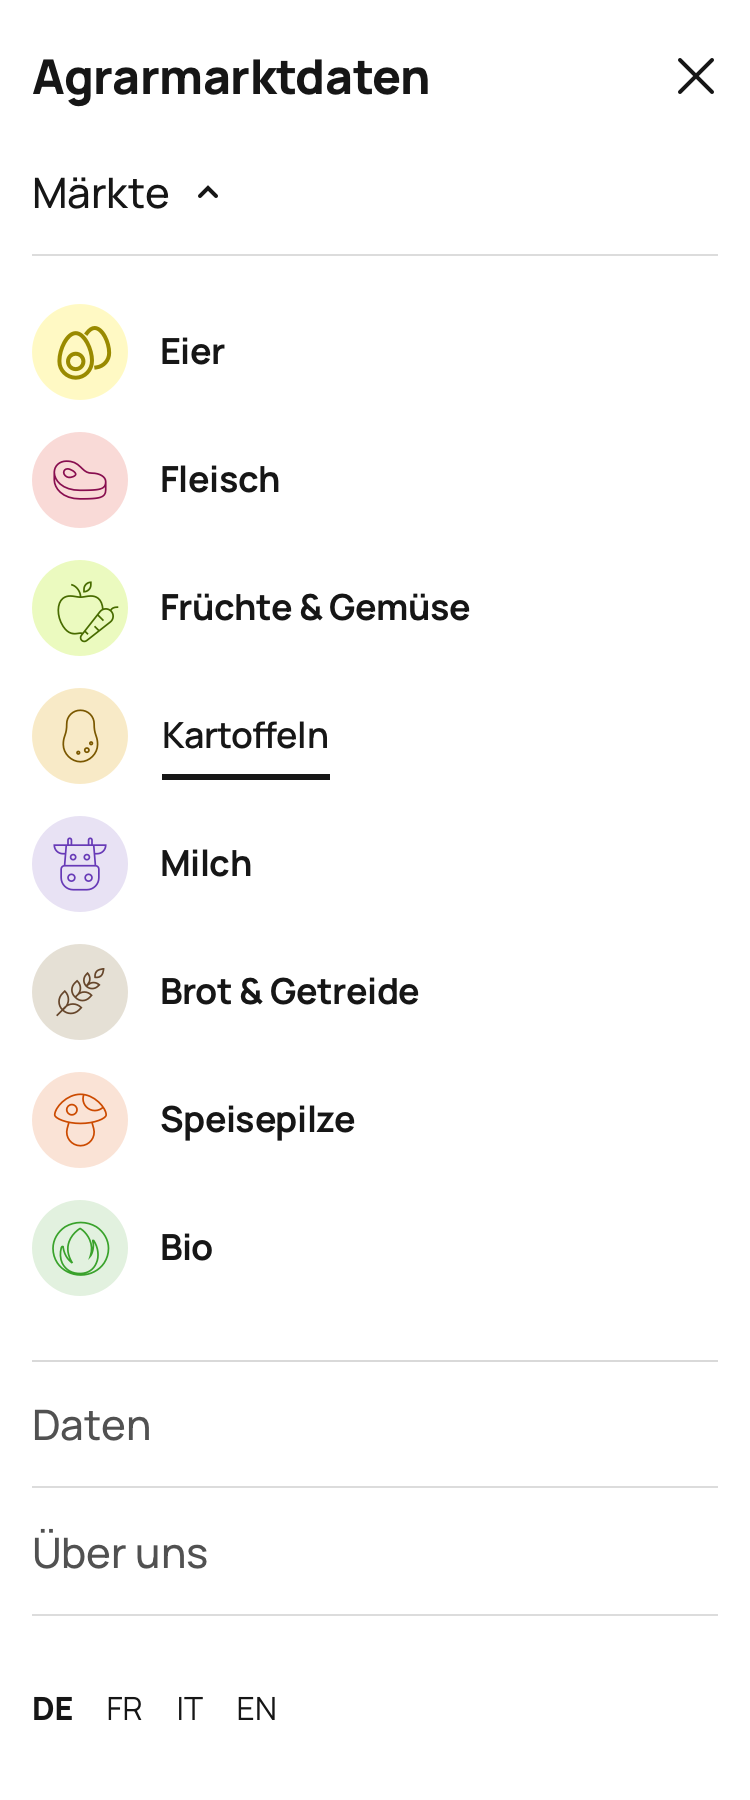 Agrarmarktdaten
Märkte
Eier
Fleisch
Früchte & Gemüse
Kartoffeln
Milch
Brot & Getreide
Speisepilze
Bio
Daten
Über uns
DE FR IT EN